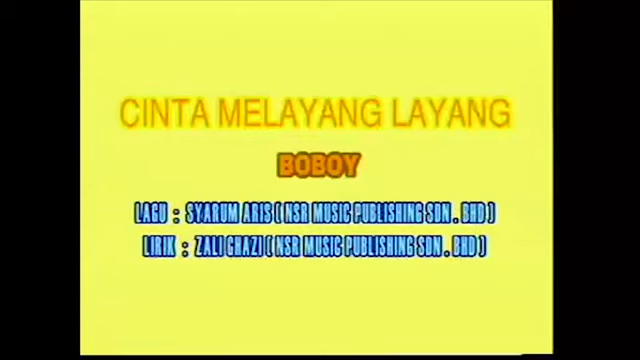 CINTA MELAYANG LAYANG
BOBOY
LAGU : SYARUM ARIS ( NSR MUSIC PUBLISHING SDN . BHD )
LIRIK : ZALI GHAZI ( NSR MUSIC PUBLISHING SDN . BHD )